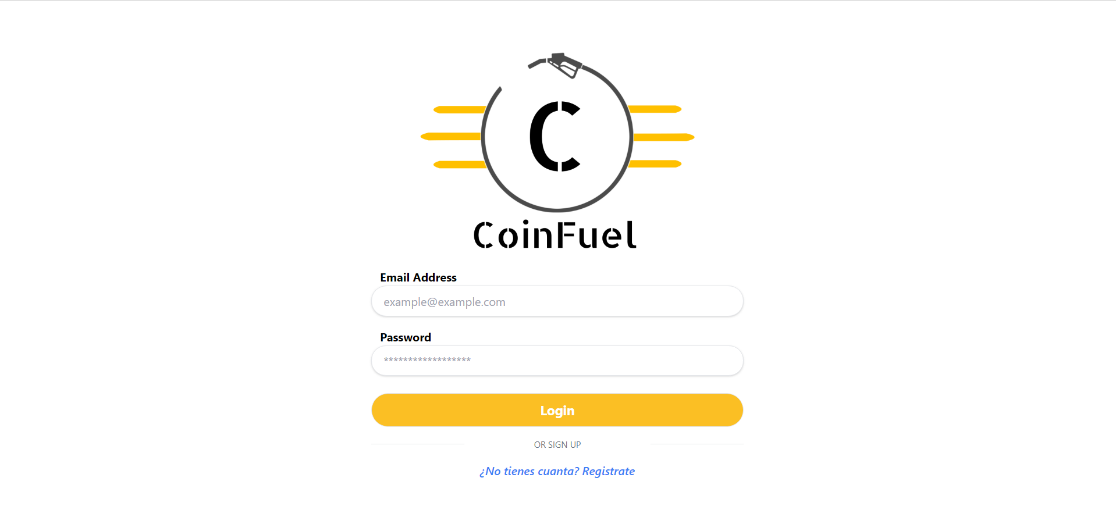 C
CoinFuel
Email Address
example@example.com
Password
******************
Login
OR SIGN UP
¿No tienes cuanta? Registrate